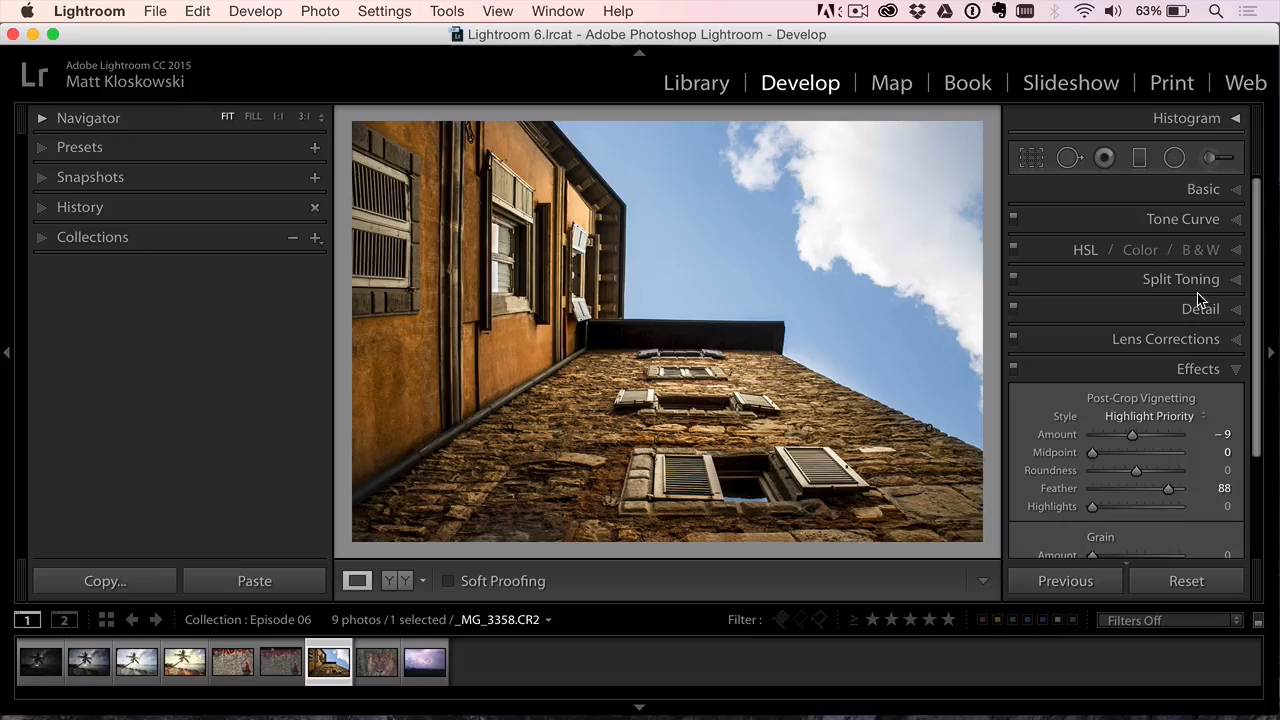 Lightroom File Edit Develop Photo Settings Tools View Window Help 63%
Lightroom 6.lrcat - Adobe Photoshop Lightroom - Develop
Lr Adobe Lightroom CC 2015
Matt Kloskowski
Library Develop Map Book Slideshow Print Web
Navigator FIT FILL 1:1 3:1
Presets
Snapshots
History
Collections
Copy... Paste
Histogram
Basic
Tone Curve
HSL / Color / B & W
Split Toning
Detail
Lens Corrections
Effects
Post-Crop Vignetting
Style Highlight Priority
Amount - 9
Midpoint 0
Roundness 0
Feather 88
Highlights 0
Grain
Amount 0
Previous Reset
YY Soft Proofing
1 2 Collection : Episode 06 9 photos / 1 selected / _MG_3358.CR2 Filter : ≥ ★★★★★ Filters Off